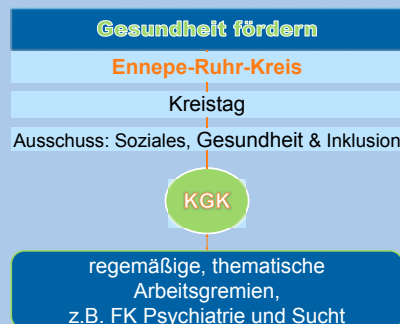 Gesundheit fördern
Ennepe-Ruhr-Kreis
Kreistag
Ausschuss: Soziales, Gesundheit & Inklusion
KGK
regemäßige, thematische
Arbeitsgremien,
z.B. FK Psychiatrie und Sucht